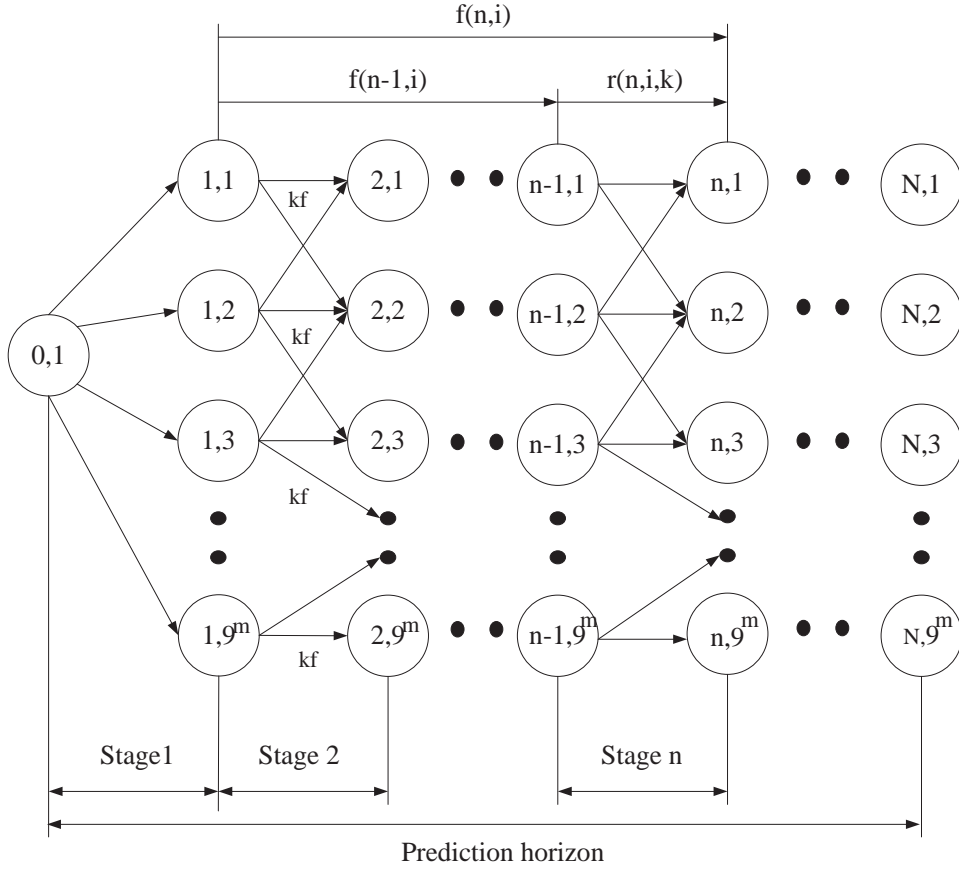 f(n,i)
f(n-1,i) r(n,i,k)
1,1 2,1 n-1,1 n,1 N,1
kf
1,2 2,2 n-1,2 n,2 N,2
kf
0,1
1,3 2,3 n-1,3 n,3 N,3
kf
1,9^m 2,9^m n-1,9^m n,9^m N,9^m
kf
Stage1 Stage 2 Stage n
Prediction horizon